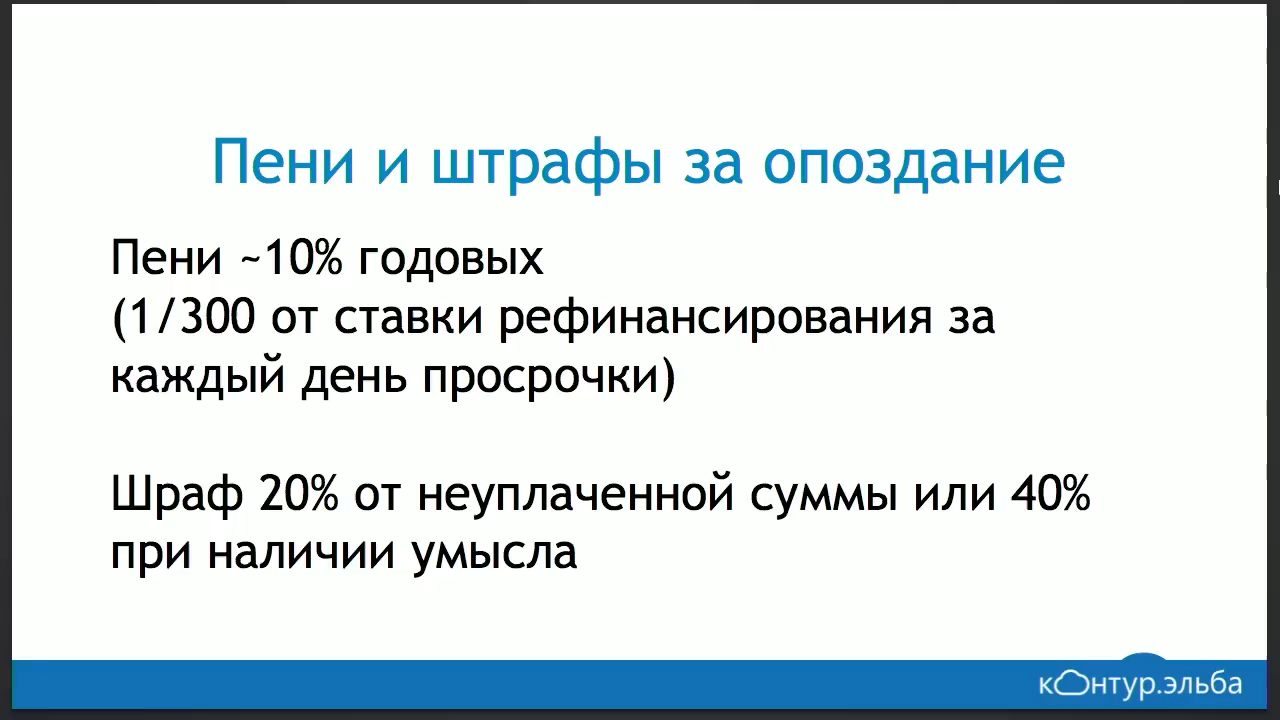 Пени и штрафы за опоздание
Пени ~10% годовых
(1/300 от ставки рефинансирования за
каждый день просрочки)
Шраф 20% от неуплаченной суммы или 40%
при наличии умысла
контур.эльба